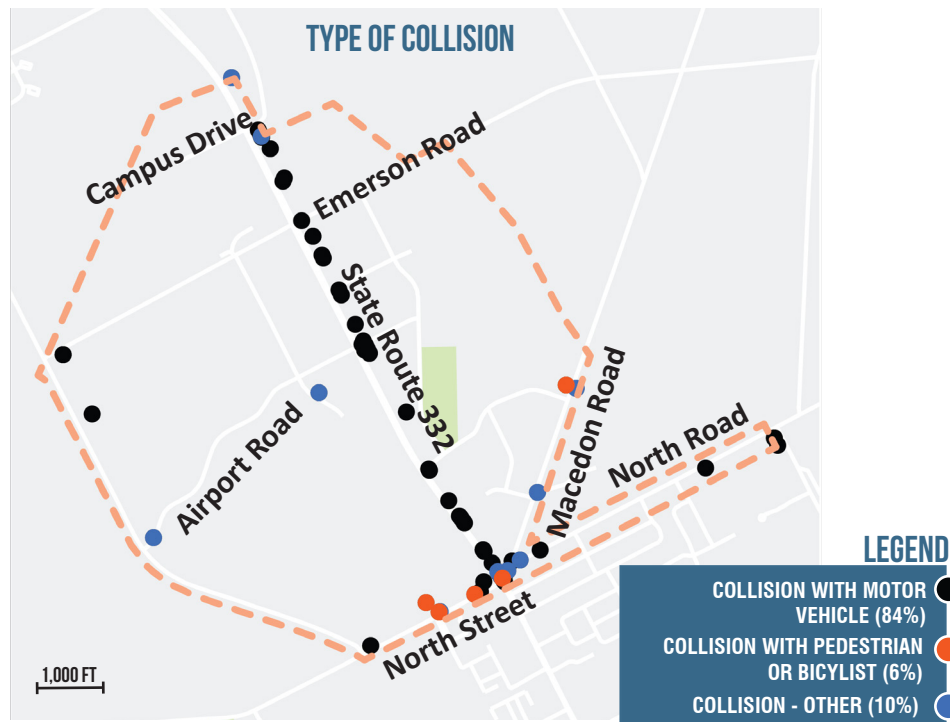 TYPE OF COLLISION
Campus Drive
Emerson Road
State Route 332
Airport Road
Macedon Road
North Road
North Street
1,000 FT
LEGEND
COLLISION WITH MOTOR
VEHICLE (84%)
COLLISION WITH PEDESTRIAN
OR BICYLIST (6%)
COLLISION - OTHER (10%)